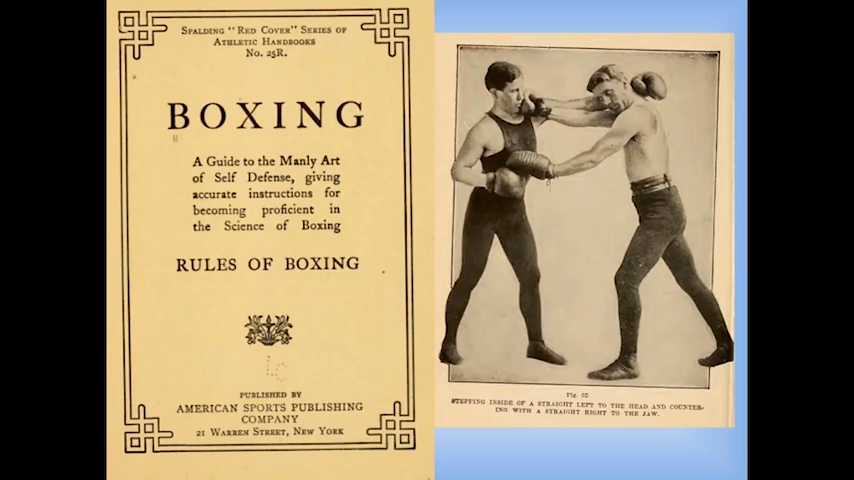 SPALDING "RED COVER" SERIES OF
ATHLETIC HANDBOOKS
No. 25R.
BOXING
A Guide to the Manly Art
of Self Defense, giving
accurate instructions for
becoming proficient in
the Science of Boxing
RULES OF BOXING
PUBLISHED BY
AMERICAN SPORTS PUBLISHING
COMPANY
21 WARREN STREET, NEW YORK
Fig. 52.
STEPPING INSIDE OF A STRAIGHT LEFT TO THE HEAD AND COUNTER-
ING WITH A STRAIGHT RIGHT TO THE JAW.